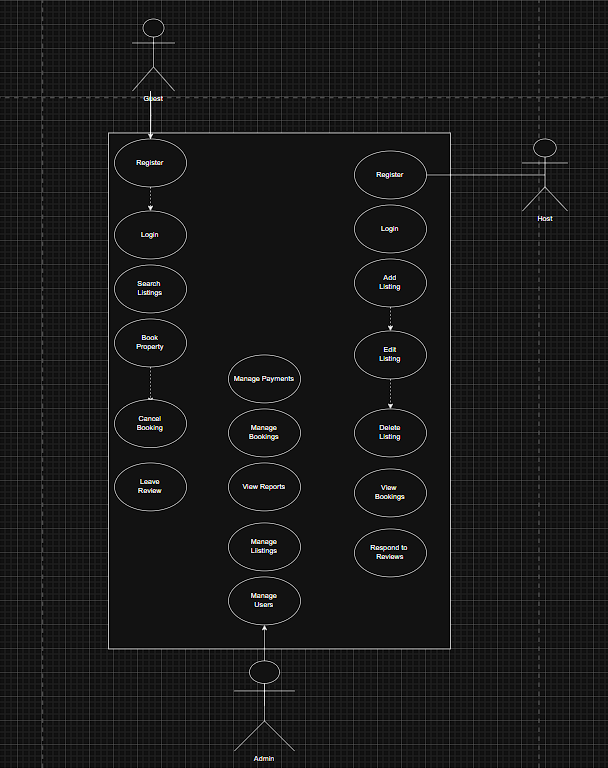 Guest
Register
Login
Search
Listings
Book
Property
Cancel
Booking
Leave
Review
Manage Payments
Manage
Bookings
View Reports
Manage
Llistings
Manage
Users
Register
Login
Add
Listing
Edit
Listing
Delete
Listing
View
Bookings
Respond to
Reviews
Host
Admin